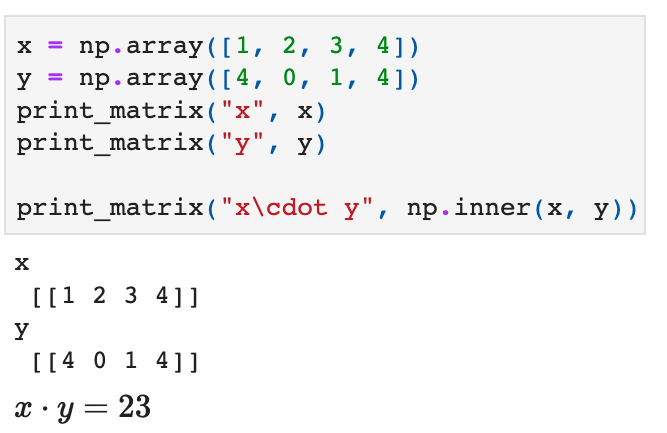 x = np.array([1, 2, 3, 4])
y = np.array([4, 0, 1, 4])
print_matrix("x", x)
print_matrix("y", y)
print_matrix("x\cdot y", np.inner(x, y))
x
[[1 2 3 4]]
y
[[4 0 1 4]]
x · y = 23